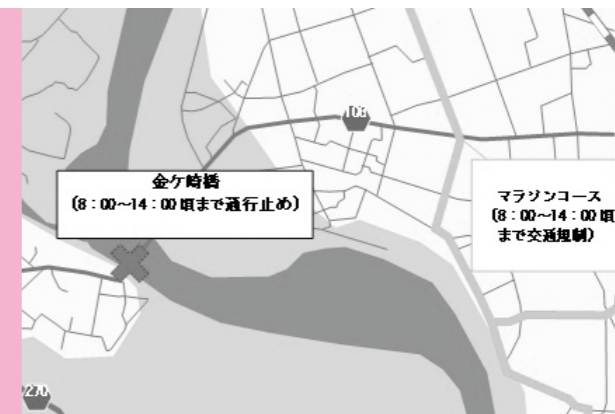 108
金ケ崎橋
(8:00~14:00頃まで通行止め)
マラソンコース
(8:00~14:00頃
まで交通規制)
270